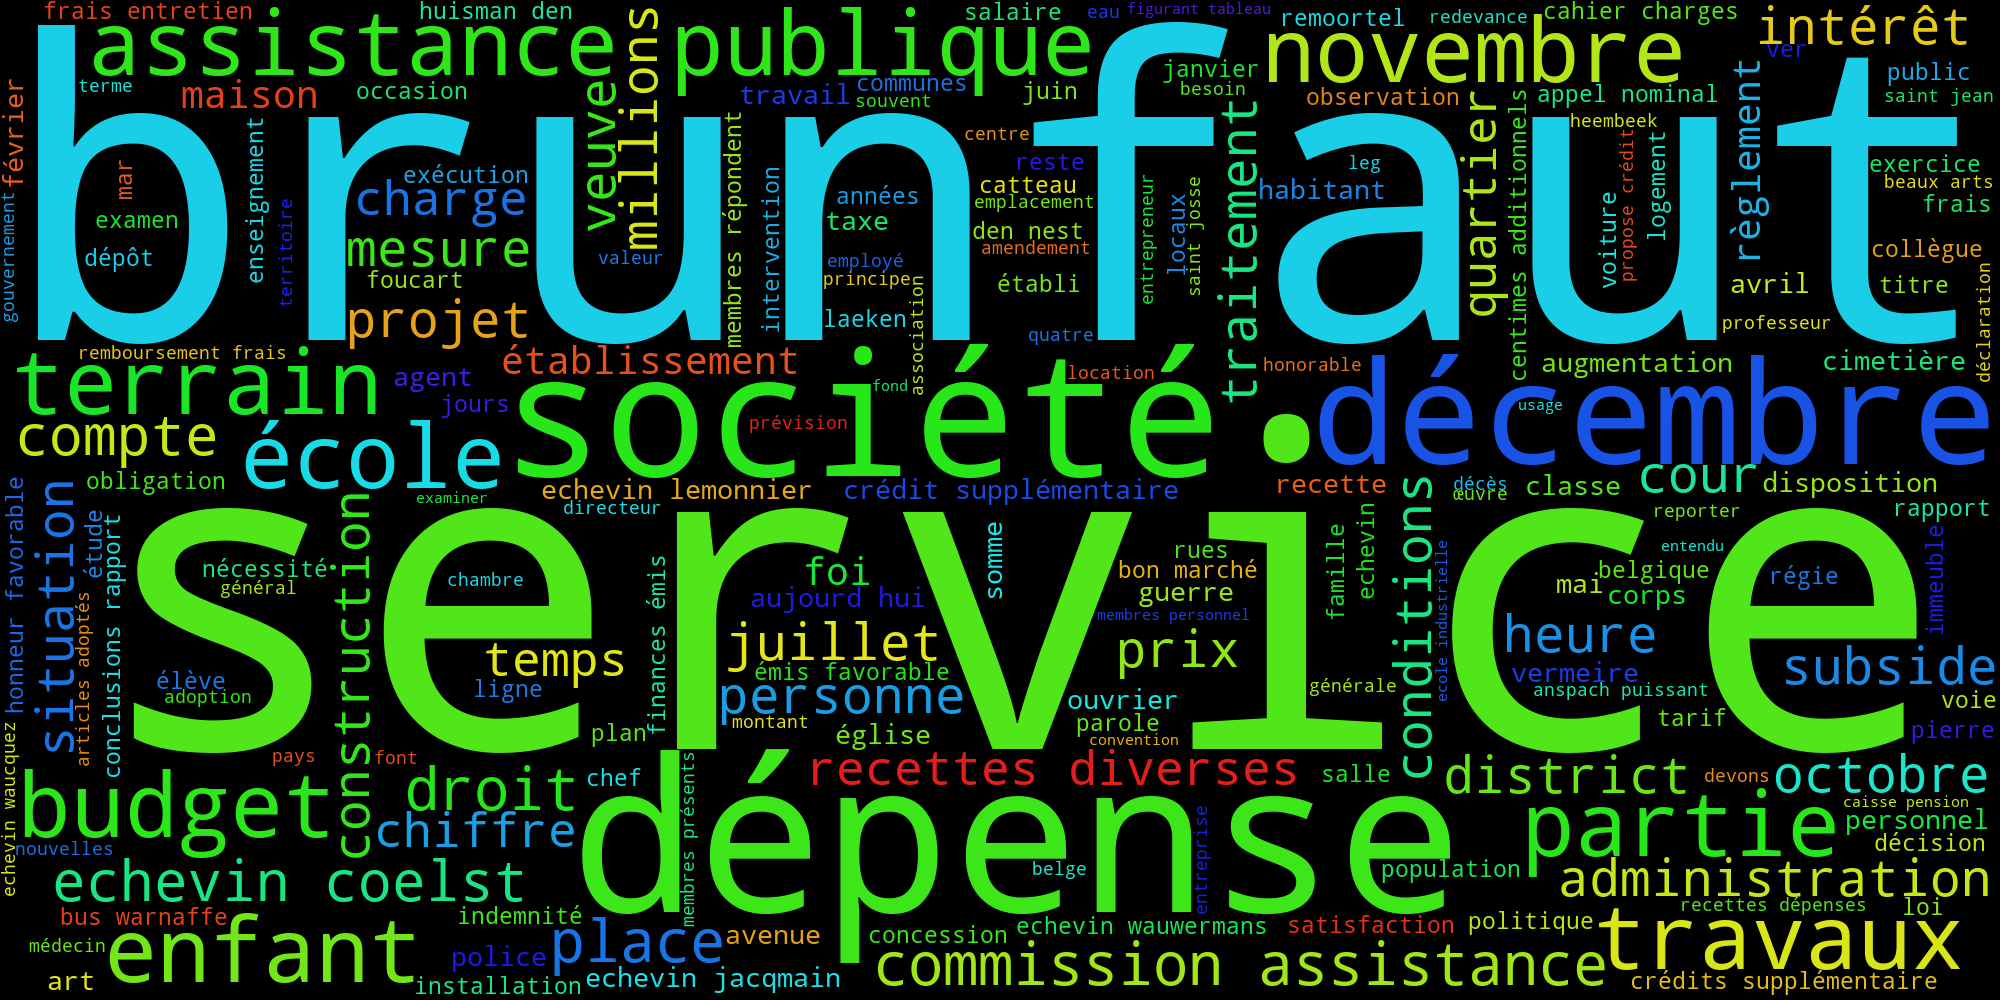 frais entretien
huisman den
salaire
eau
figurant tableau
remoortel
redevance
cahier charges
intérêt
ver
assistance publique
novembre
brunfaut
terme
maison
occasion
veuve
millions
travail
communes
souvent
juin
janvier
besoin
observation
appel nominal
public
saint jean
février
gouvernement
mar
examen
dépôt
enseignement
territoire
exécution
charge
mesure
foucart
projet
valeur
membres répondent
intervention
années
taxe
employé
principe
laeken
association
centre
reste
catteau
emplacement
den nest
amendement
établi
quatre
entrepreneur
locaux
saint josse
traitement
habitant
leg
quartier
centimes additionnels
heembeek
voiture
propose crédit
logement
règlement
exercice
beaux arts
frais
collègue
avril
titre
professeur
déclaration
remboursement frais
terrain
agent
jours
établissement
société
prévision
fond
location
honorable
augmentation
cimetière
décembre
usage
compte
école
obligation
examiner
echevin lemonnier
directeur
crédit supplémentaire
recette
décès
œuvre
classe
cour
disposition
reporter
rapport
service
honneur favorable
situation
étude
articles adoptés
conclusions rapport
nécessité
général
élève
adoption
construction
chambre
temps
ligne
plan
finances émis
foi
aujourd hui
juillet
émis favorable
personne
montant
église
somme
rues
bon marché
guerre
membres personnel
prix
ouvrier
parole
convention
famille
echevin
générale
conditions
ecole industrielle
entendu
mai
belgique
corps
régie
immeuble
heure
vermeire
anspach puissant
subside
voie
tarif
pierre
echevin waucquez
pays
font
budget
nouvelles
droit
chiffre
chef
membres présents
recettes diverses
salle
district
devons
octobre
dépense
partie
caisse pension
personnel
décision
echevin coelst
belge
entreprise
population
administration
bus warnaffe
indemnité
enfant
médecin
art
police
installation
place
avenue
echevin jacqmain
concession
echevin wauwermans
satisfaction
politique
recettes dépenses
loi
commission assistance
travaux
crédits supplémentaire